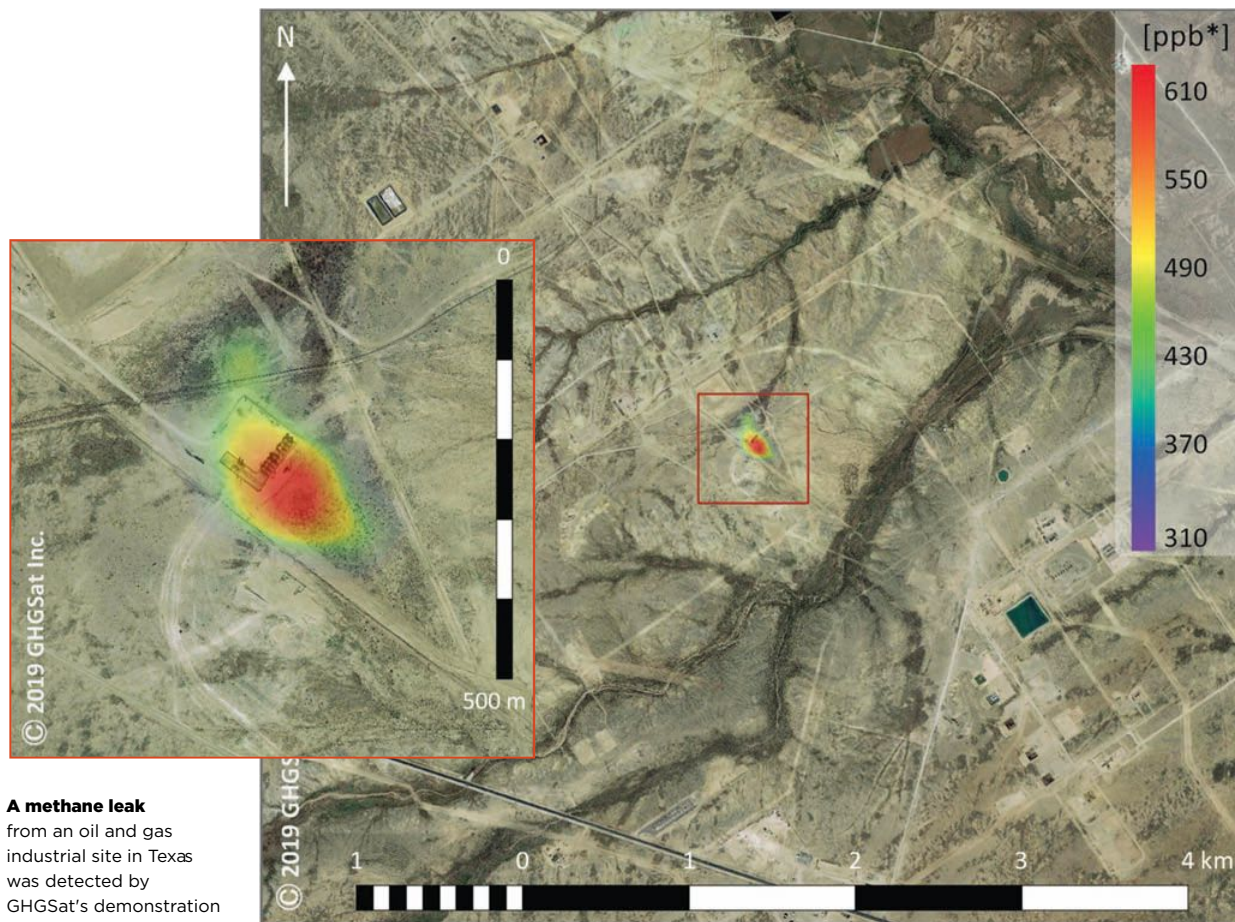 N
[ppb*]
610
550
490
430
370
310
0
500 m
© 2019 GHGSat Inc.
1 0 1 2 3 4 km
© 2019 GHGS
A methane leak
from an oil and gas
industrial site in Texas
was detected by
GHGSat's demonstration